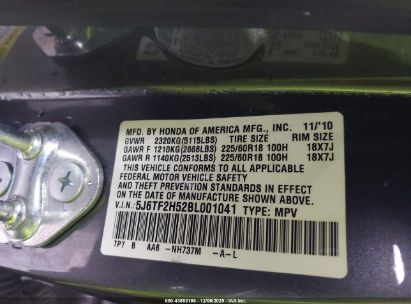 MFD. BY HONDA OF AMERICA MFG., INC. 11/'10
GVWR 2320KG(5115LBS) TIRE SIZE RIM SIZE
GAWR F 1210KG(2668LBS) 225/60R18 100H 18X7J
GAWR R 1140KG(2513LBS) 225/60R18 100H 18X7J
THIS VEHICLE CONFORMS TO ALL APPLICABLE
FEDERAL MOTOR VEHICLE SAFETY
AND THEFT PREVENTION STANDARDS IN EFFECT
ON THE DATE OF MANUFACTURE SHOWN ABOVE.
V.I.N.: 5J6TF2H52BL001041 TYPE: MPV
TP7 B AA6 -NH737M -A-L